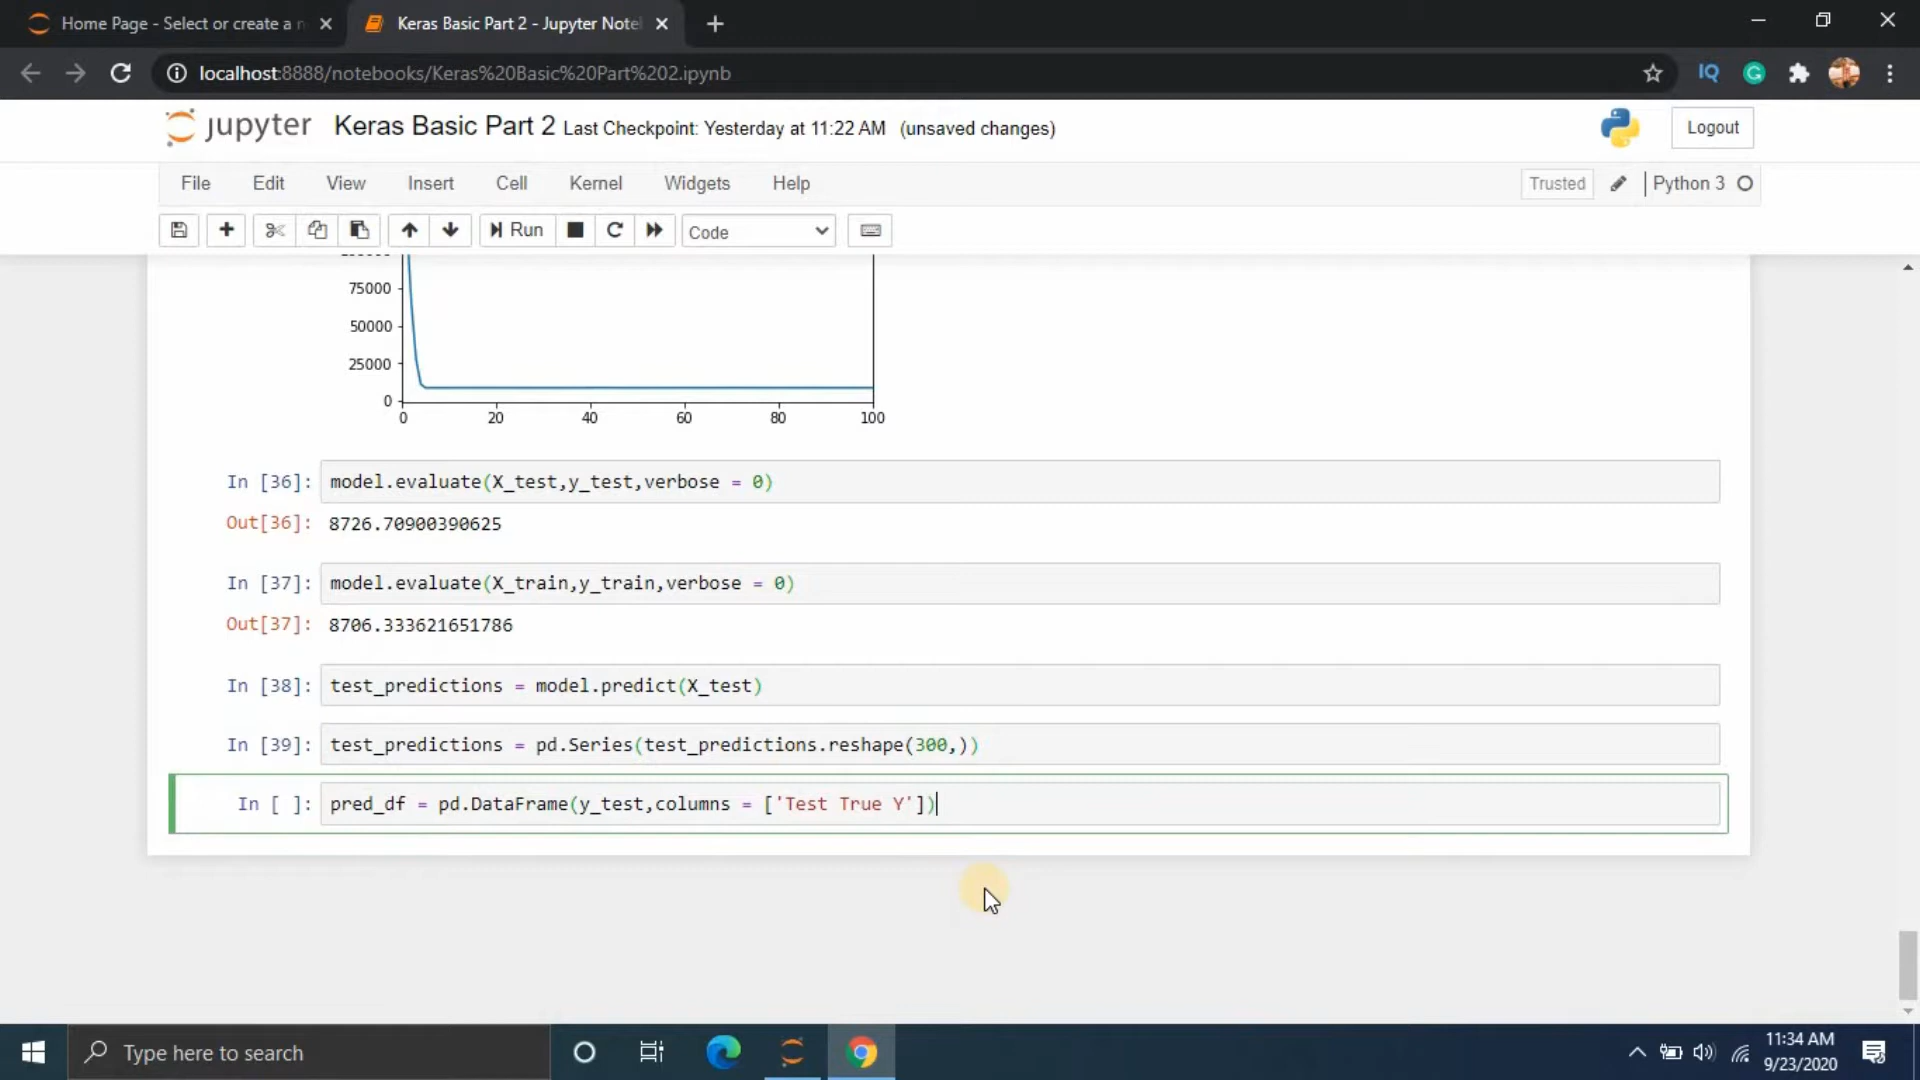 Home Page - Select or create a n
Keras Basic Part 2 - Jupyter Note
localhost:8888/notebooks/Keras%20Basic%20Part%202.ipynb
IQ
jupyter Keras Basic Part 2 Last Checkpoint: Yesterday at 11:22 AM (unsaved changes)
Logout
File Edit View Insert Cell Kernel Widgets Help
Trusted Python 3
Run Code
75000
50000
25000
0
0 20 40 60 80 100
In [36]: model.evaluate(X_test,y_test,verbose = 0)
Out[36]: 8726.70900390625
In [37]: model.evaluate(X_train,y_train,verbose = 0)
Out[37]: 8706.333621651786
In [38]: test_predictions = model.predict(X_test)
In [39]: test_predictions = pd.Series(test_predictions.reshape(300,))
In [ ]: pred_df = pd.DataFrame(y_test,columns = ['Test True Y'])
Type here to search
11:34 AM
9/23/2020